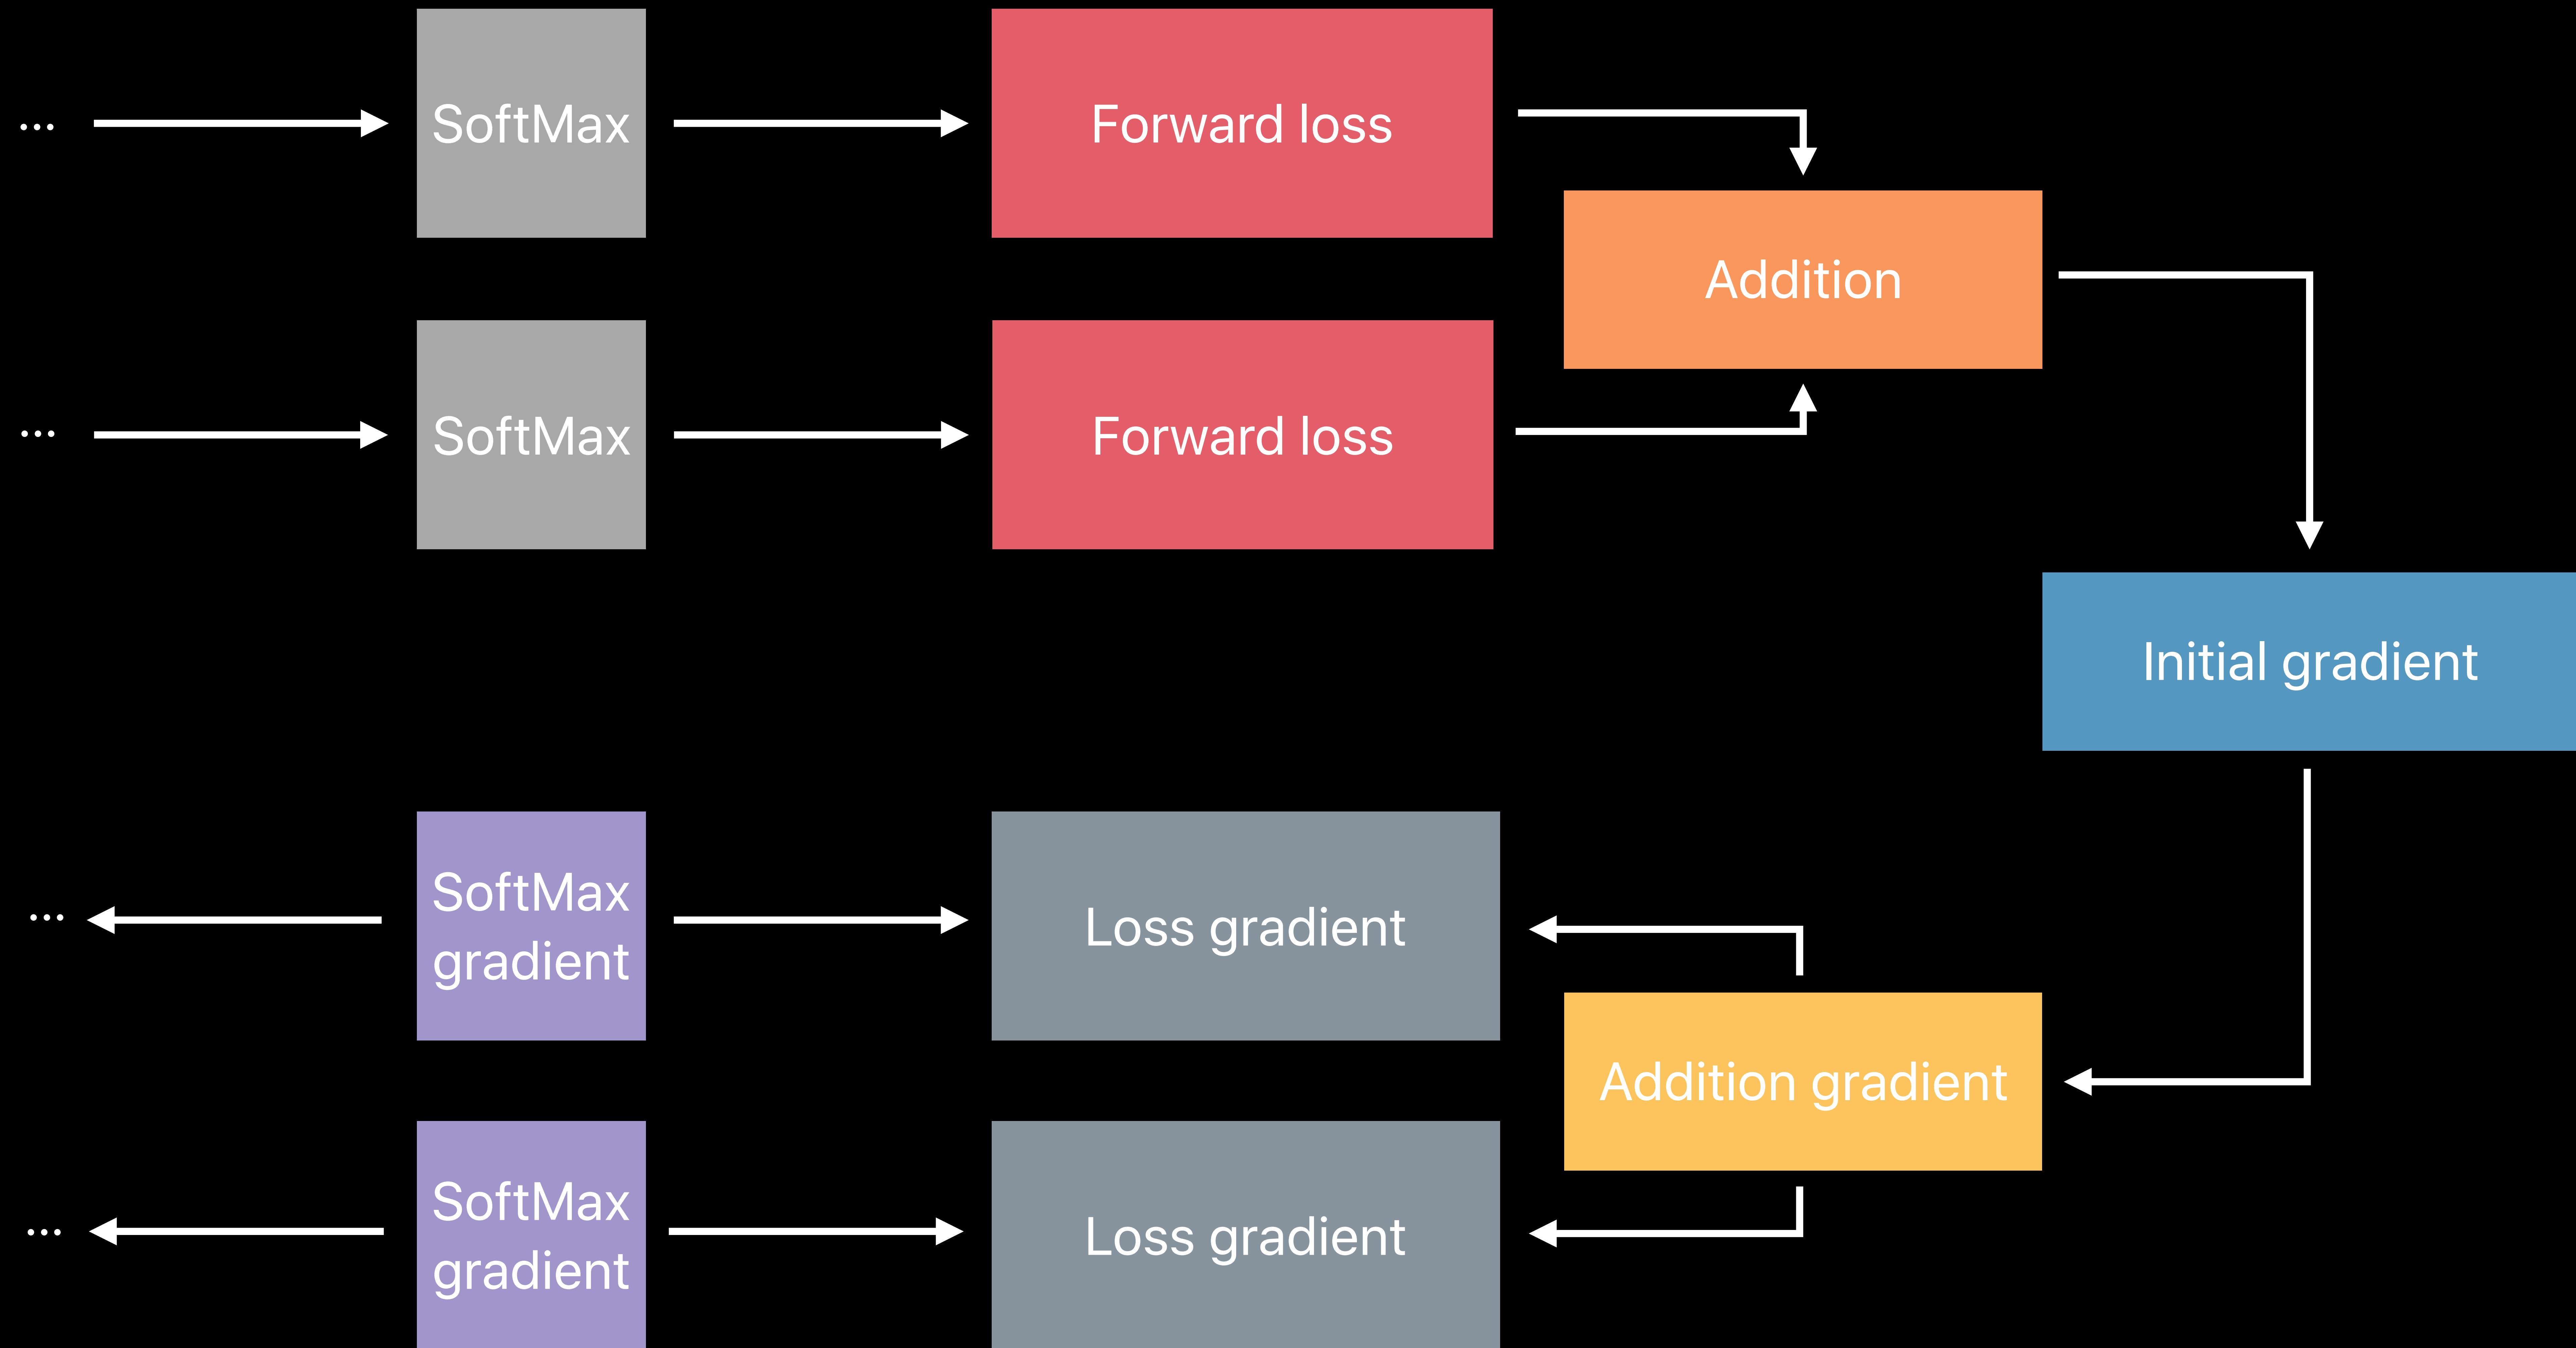 ... SoftMax Forward loss
Addition
... SoftMax Forward loss
Initial gradient
... SoftMax
gradient
Loss gradient
Addition gradient
... SoftMax
gradient
Loss gradient